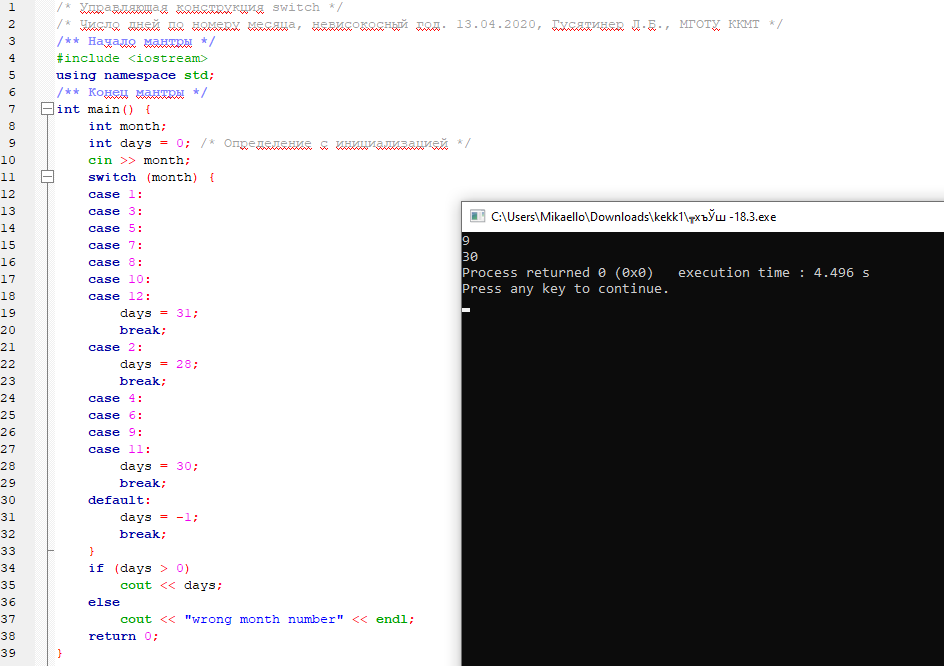 1 /* Управляющая конструкция switch */
2 /* Число дней по номеру месяца, невисокосный год. 13.04.2020, Гусятинер Л.Б., МГОТУ ККМТ */
3 /** Начало мантры */
4 #include <iostream>
5 using namespace std;
6 /** Конец мантры */
7 int main() {
8 int month;
9 int days = 0; /* Определение с инициализацией */
10 cin >> month;
11 switch (month) {
12 case 1:
13 case 3:
14 case 5:
15 case 7:
16 case 8:
17 case 10:
18 case 12:
19 days = 31;
20 break;
21 case 2:
22 days = 28;
23 break;
24 case 4:
25 case 6:
26 case 9:
27 case 11:
28 days = 30;
29 break;
30 default:
31 days = -1;
32 break;
33 }
34 if (days > 0)
35 cout << days;
36 else
37 cout << "wrong month number" << endl;
38 return 0;
39 }
C:\Users\Mikaello\Downloads\kekk1\╤хъЎш -18.3.exe
9
30
Process returned 0 (0x0) execution time : 4.496 s
Press any key to continue.